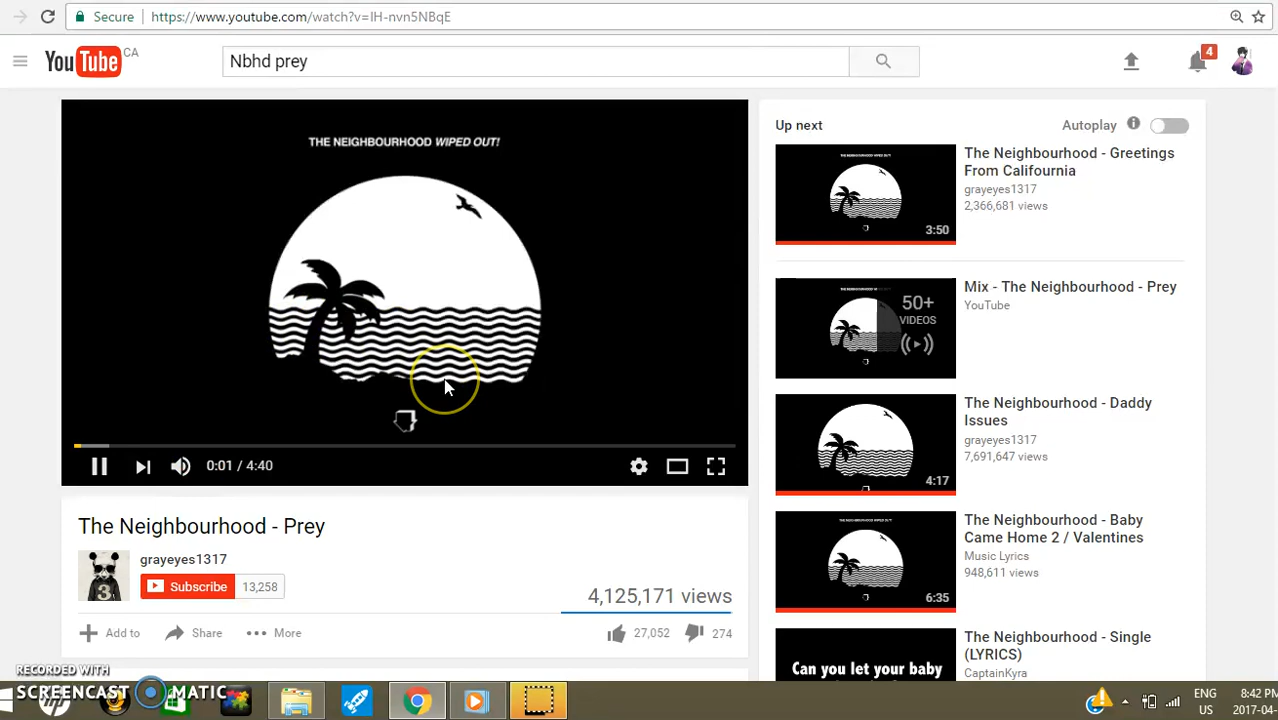 Secure https://www.youtube.com/watch?v=IH-nvn5NBqE
YouTube CA
Nbhd prey
4
THE NEIGHBOURHOOD WIPED OUT!
0:01 / 4:40
The Neighbourhood - Prey
grayeyes1317
Subscribe 13,258
4,125,171 views
Add to Share More 27,052 274
Up next Autoplay
The Neighbourhood - Greetings
From Califournia
grayeyes1317
2,366,681 views
3:50
Mix - The Neighbourhood - Prey
YouTube
50+
VIDEOS
The Neighbourhood - Daddy
Issues
grayeyes1317
7,691,647 views
4:17
The Neighbourhood - Baby
Came Home 2 / Valentines
Music Lyrics
948,611 views
6:35
The Neighbourhood - Single
(LYRICS)
CaptainKyra
Can you let your baby
RECORDED WITH
SCREENCAST MATIC
hp
ENG
US
8:42 PM
2017-04-